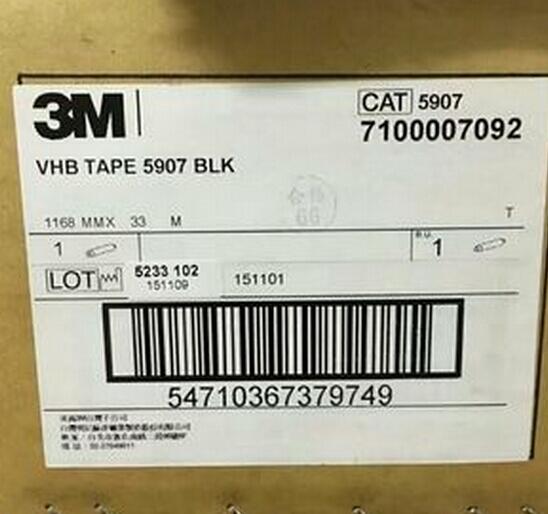 3M
CAT 5907
7100007092
VHB TAPE 5907 BLK
1168 MMX 33 M
T
1
1
LOT
5233 102
151109
151101
54710367379749